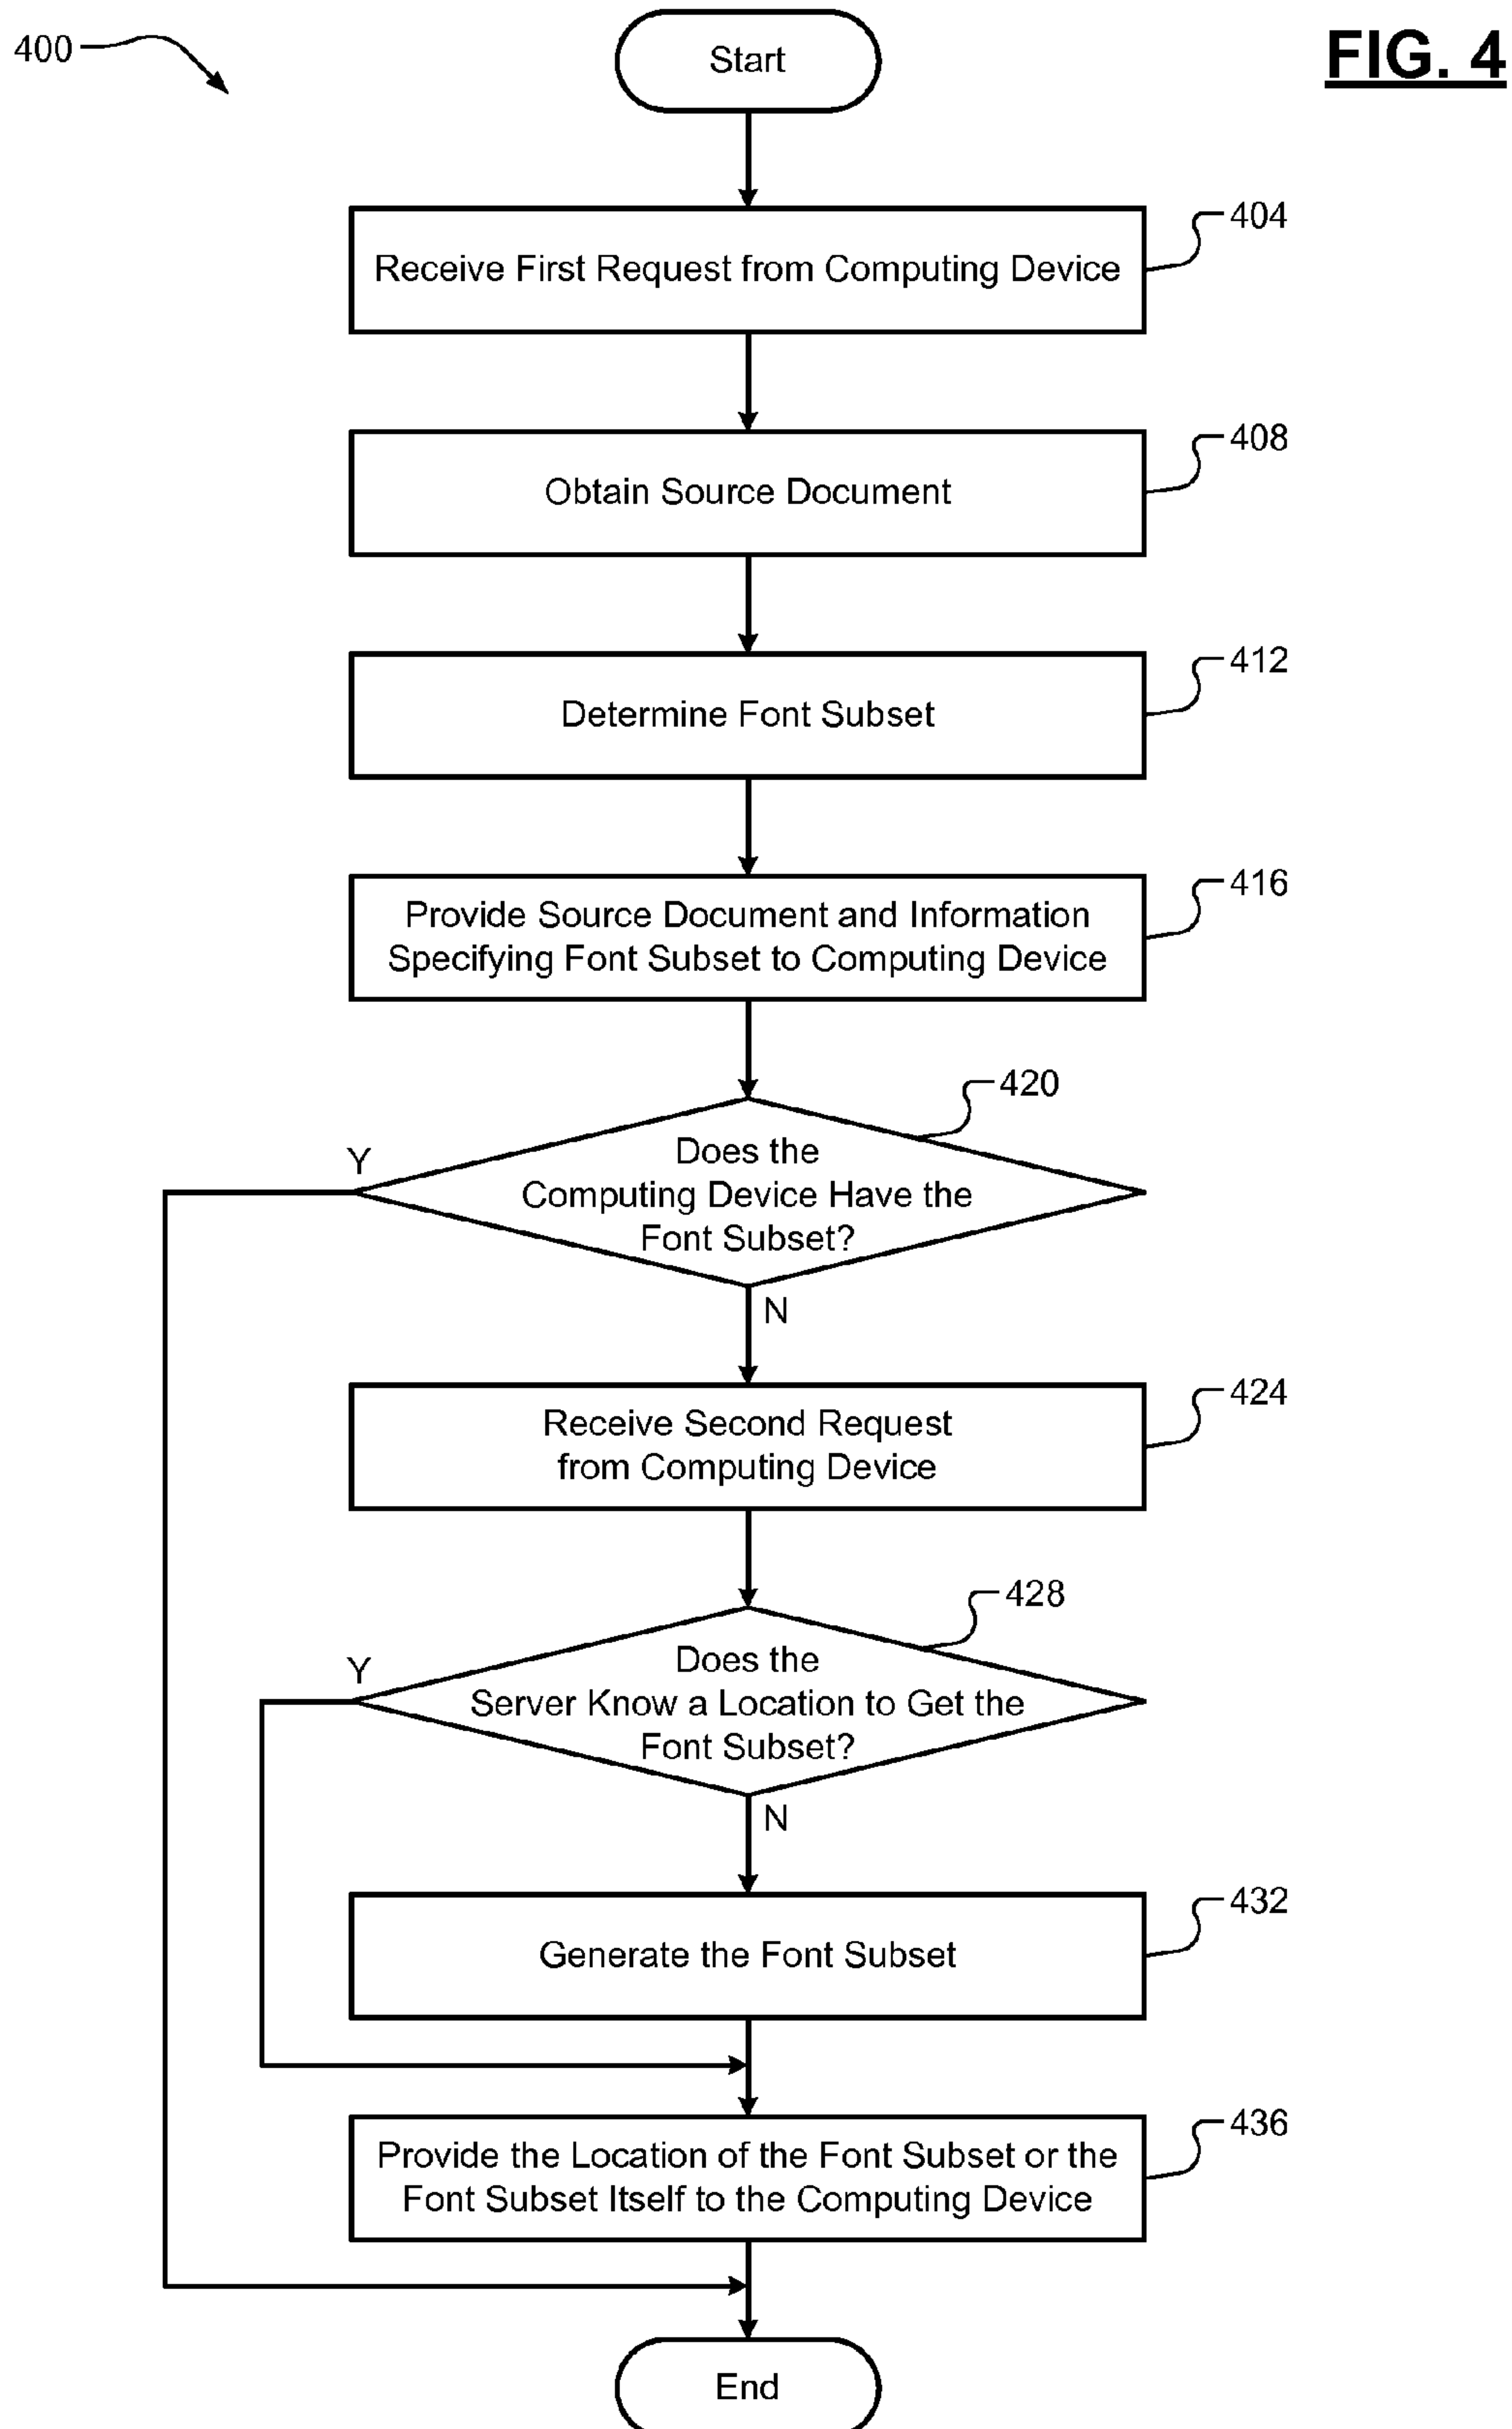 400
Start
FIG. 4
404
Receive First Request from Computing Device
408
Obtain Source Document
412
Determine Font Subset
416
Provide Source Document and Information
Specifying Font Subset to Computing Device
420
Y
Does the
Computing Device Have the
Font Subset?
N
424
Receive Second Request
from Computing Device
428
Y
Does the
Server Know a Location to Get the
Font Subset?
N
432
Generate the Font Subset
436
Provide the Location of the Font Subset or the
Font Subset Itself to the Computing Device
End